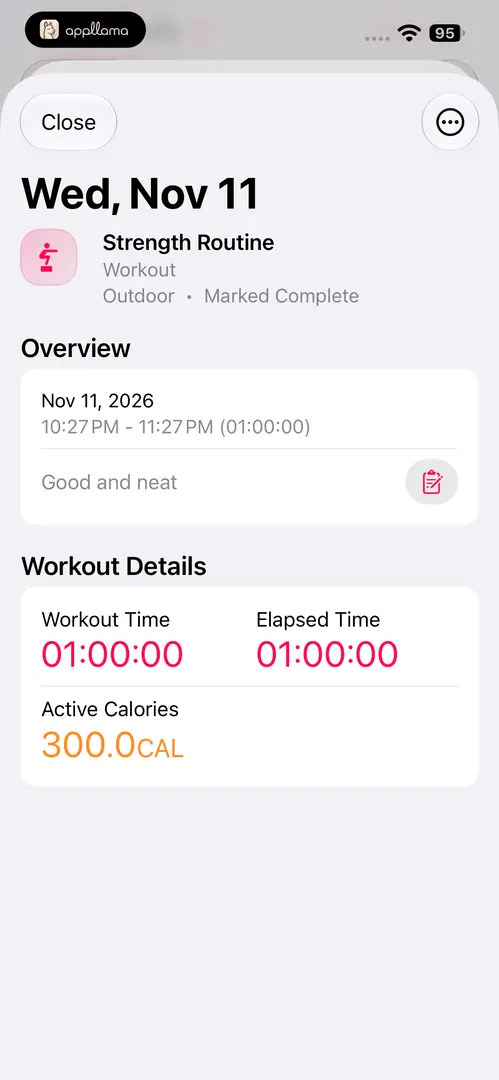 appllama
95
Close
Wed, Nov 11
Strength Routine
Workout
Outdoor • Marked Complete
Overview
Nov 11, 2026
10:27 PM - 11:27 PM (01:00:00)
Good and neat
Workout Details
Workout Time
Elapsed Time
01:00:00
01:00:00
Active Calories
300.0CAL